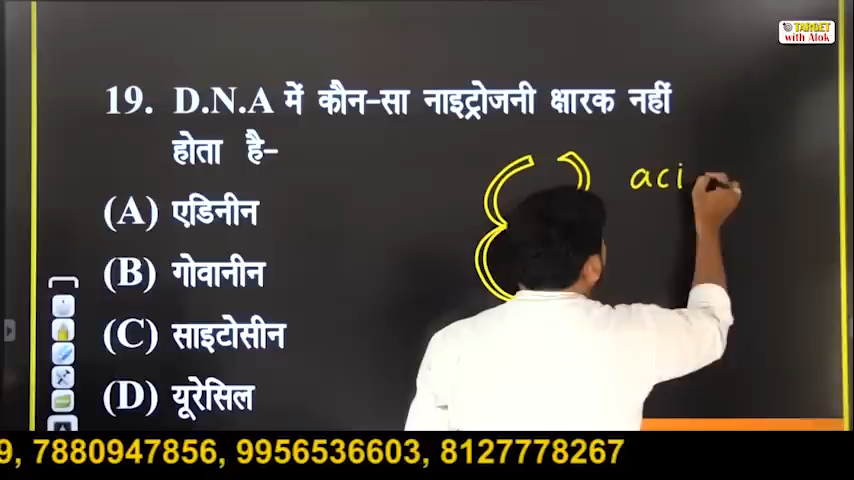 TARGET
with Alok
19. D.N.A में कौन-सा नाइट्रोजनी क्षारक नहीं
होता है-
aci
(A) एडिनीन
(B) गोवानीन
(C) साइटोसीन
(D) यूरेसिल
9, 7880947856, 9956536603, 8127778267